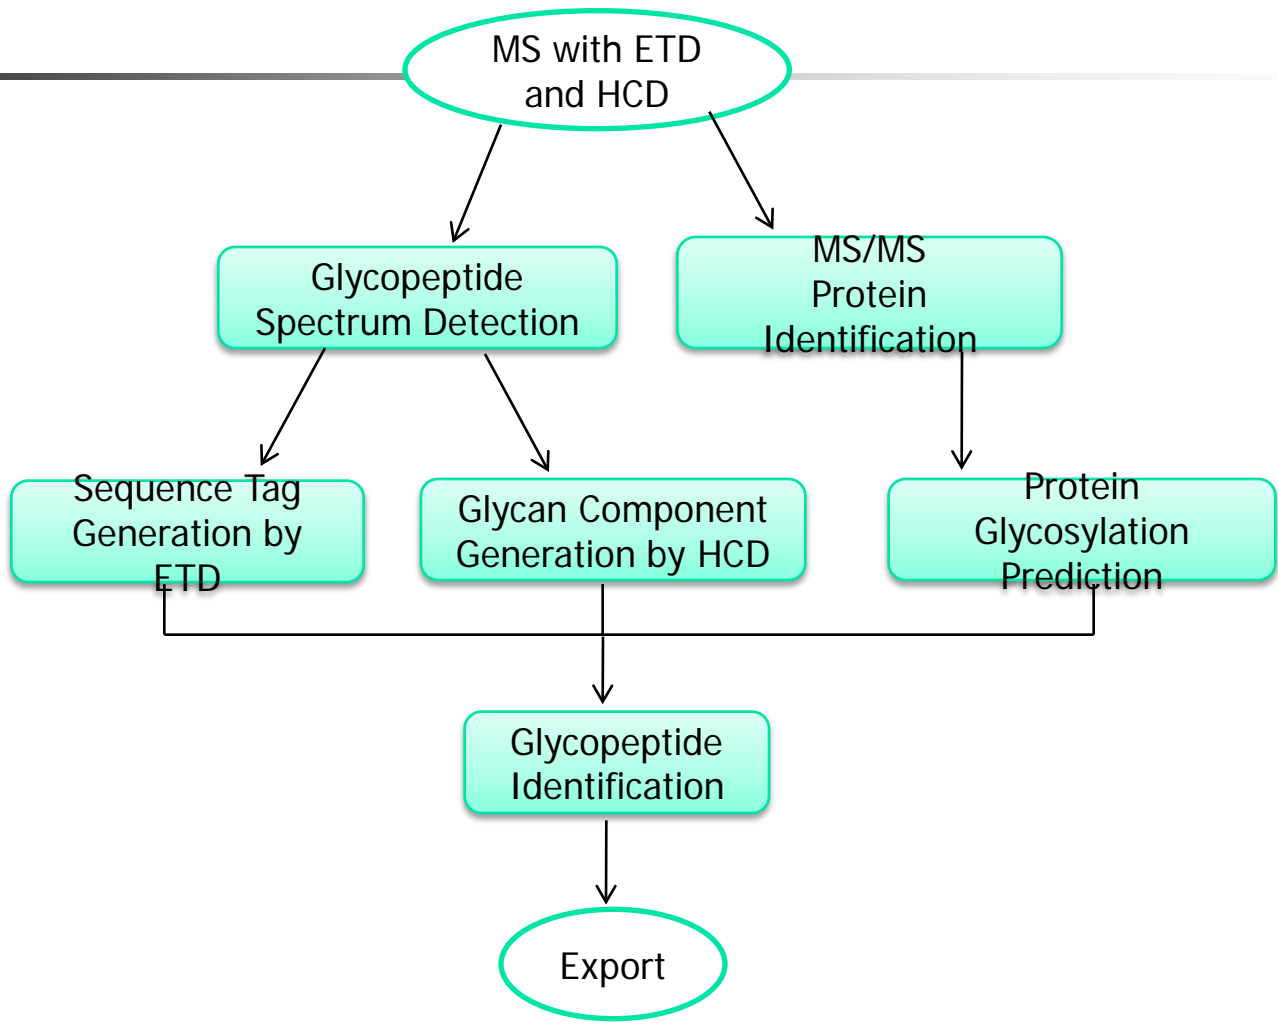 MS with ETD
and HCD
Glycopeptide
Spectrum Detection
MS/MS
Protein
Identification
Sequence Tag
Generation by
ETD
Glycan Component
Generation by HCD
Protein
Glycosylation
Prediction
Glycopeptide
Identification
Export